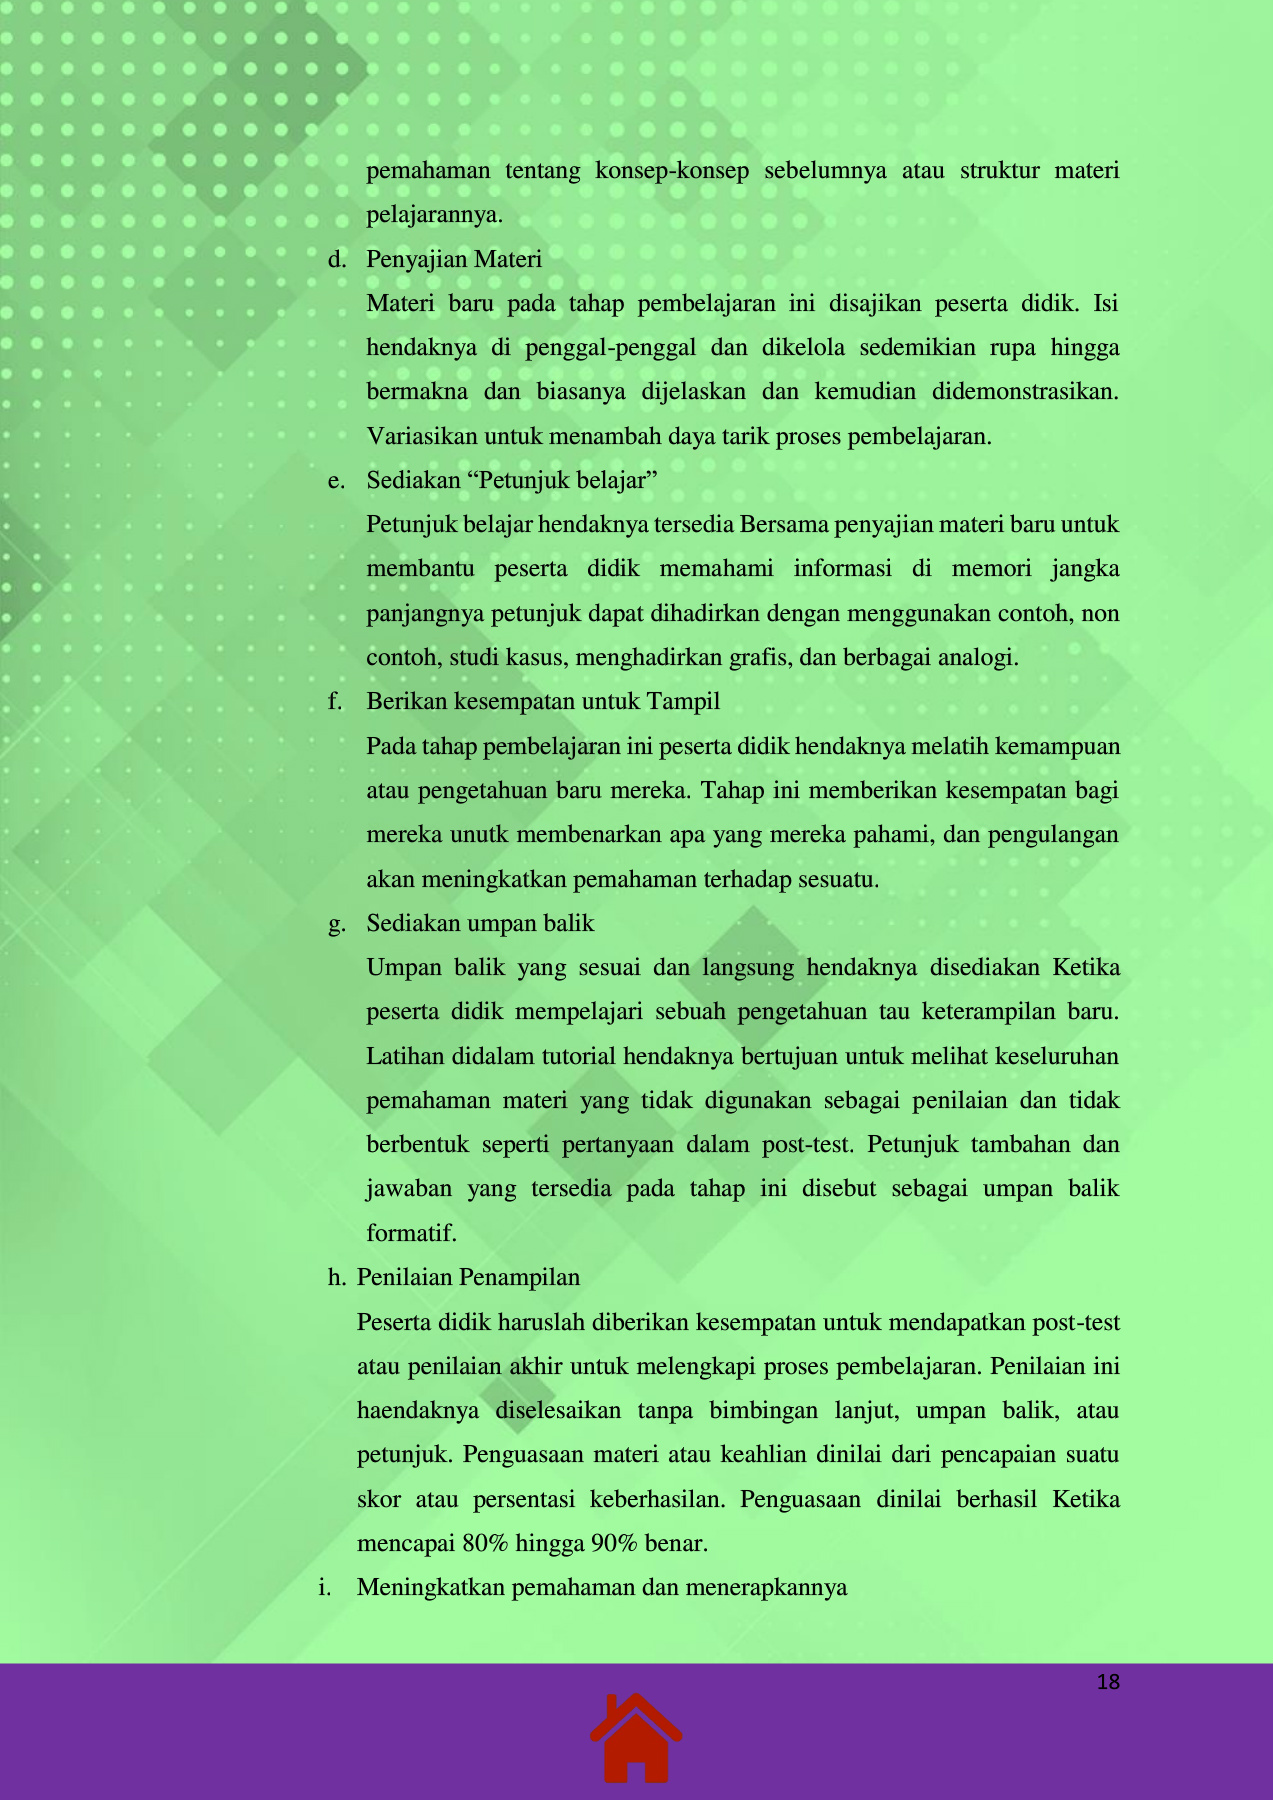 pemahaman tentang konsep-konsep sebelumnya atau struktur materi
pelajarannya.
d. Penyajian Materi
Materi baru pada tahap pembelajaran ini disajikan peserta didik. Isi
hendaknya di penggal-penggal dan dikelola sedemikian rupa hingga
bermakna dan biasanya dijelaskan dan kemudian didemonstrasikan.
Variasikan untuk menambah daya tarik proses pembelajaran.
e. Sediakan “Petunjuk belajar”
Petunjuk belajar hendaknya tersedia Bersama penyajian materi baru untuk
membantu peserta didik memahami informasi di memori jangka
panjangnya petunjuk dapat dihadirkan dengan menggunakan contoh, non
contoh, studi kasus, menghadirkan grafis, dan berbagai analogi.
f. Berikan kesempatan untuk Tampil
Pada tahap pembelajaran ini peserta didik hendaknya melatih kemampuan
atau pengetahuan baru mereka. Tahap ini memberikan kesempatan bagi
mereka unutk membenarkan apa yang mereka pahami, dan pengulangan
akan meningkatkan pemahaman terhadap sesuatu.
g. Sediakan umpan balik
Umpan balik yang sesuai dan langsung hendaknya disediakan Ketika
peserta didik mempelajari sebuah pengetahuan tau keterampilan baru.
Latihan didalam tutorial hendaknya bertujuan untuk melihat keseluruhan
pemahaman materi yang tidak digunakan sebagai penilaian dan tidak
berbentuk seperti pertanyaan dalam post-test. Petunjuk tambahan dan
jawaban yang tersedia pada tahap ini disebut sebagai umpan balik
formatif.
h. Penilaian Penampilan
Peserta didik haruslah diberikan kesempatan untuk mendapatkan post-test
atau penilaian akhir untuk melengkapi proses pembelajaran. Penilaian ini
haendaknya diselesaikan tanpa bimbingan lanjut, umpan balik, atau
petunjuk. Penguasaan materi atau keahlian dinilai dari pencapaian suatu
skor atau persentasi keberhasilan. Penguasaan dinilai berhasil Ketika
mencapai 80% hingga 90% benar.
i. Meningkatkan pemahaman dan menerapkannya
18